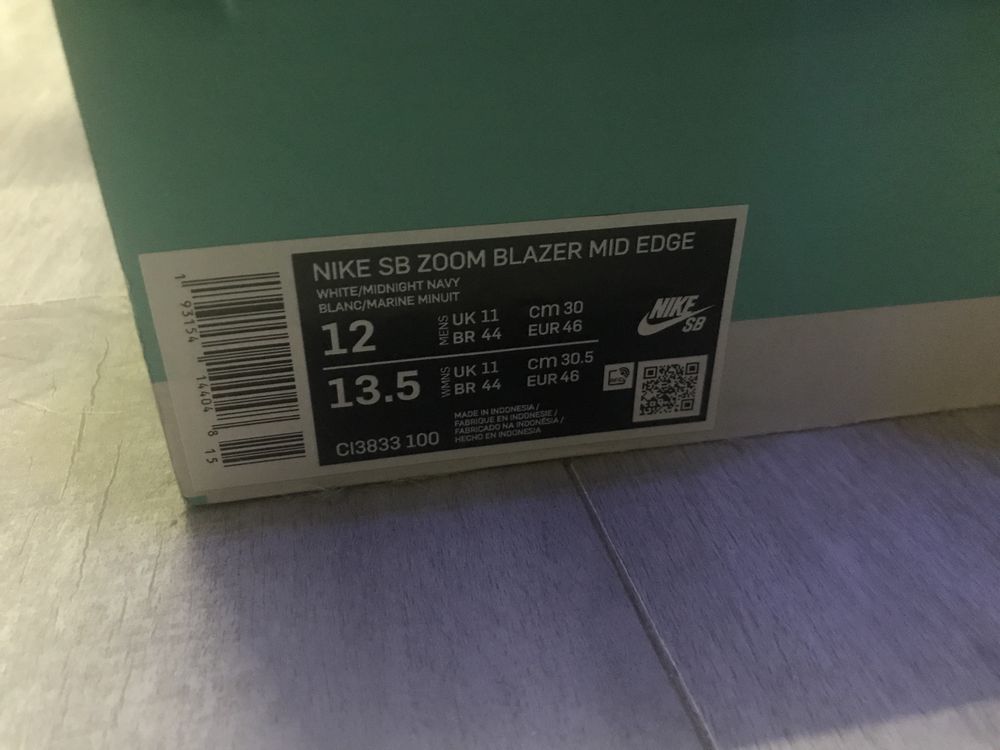 NIKE SB ZOOM BLAZER MID EDGE
WHITE/MIDNIGHT NAVY
BLANC/MARINE MINUIT
12 MENS UK 11 cm 30
BR 44 EUR 46
13.5 WMNS UK 11 cm 30.5
BR 44 EUR 46
CI3833 100
MADE IN INDONESIA /
FABRIQUE EN INDONESIE /
FABRICADO NA INDONÉSIA /
HECHO EN INDONESIA
NIKE
SB